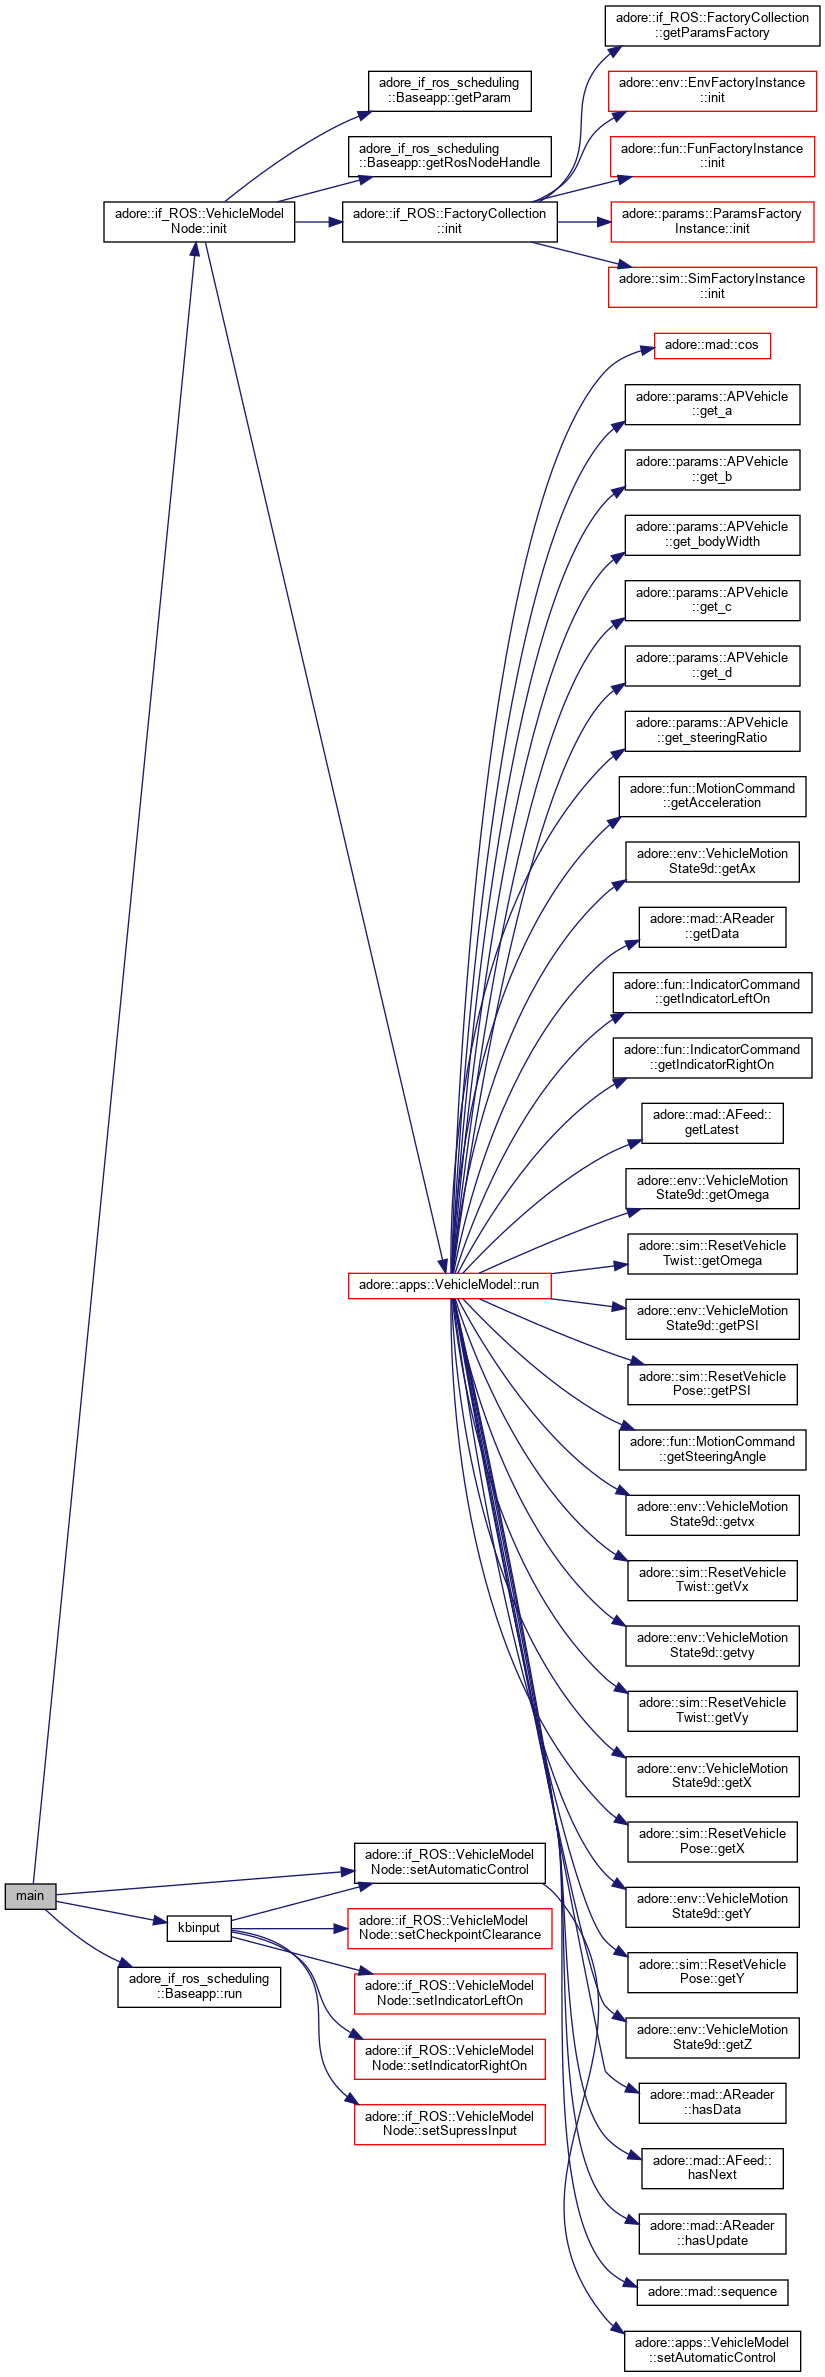 main
adore::if_ROS::VehicleModel
Node::init
kbinput
adore_if_ros_scheduling
::Baseapp::run
adore_if_ros_scheduling
::Baseapp::getParam
adore_if_ros_scheduling
::Baseapp::getRosNodeHandle
adore::if_ROS::FactoryCollection
::init
adore::apps::VehicleModel::run
adore::if_ROS::VehicleModel
Node::setAutomaticControl
adore::if_ROS::VehicleModel
Node::setCheckpointClearance
adore::if_ROS::VehicleModel
Node::setIndicatorLeftOn
adore::if_ROS::VehicleModel
Node::setIndicatorRightOn
adore::if_ROS::VehicleModel
Node::setSupressInput
adore::if_ROS::FactoryCollection
::getParamsFactory
adore::env::EnvFactoryInstance
::init
adore::fun::FunFactoryInstance
::init
adore::params::ParamsFactory
Instance::init
adore::sim::SimFactoryInstance
::init
adore::mad::cos
adore::params::APVehicle
::get_a
adore::params::APVehicle
::get_b
adore::params::APVehicle
::get_bodyWidth
adore::params::APVehicle
::get_c
adore::params::APVehicle
::get_d
adore::params::APVehicle
::get_steeringRatio
adore::fun::MotionCommand
::getAcceleration
adore::env::VehicleMotion
State9d::getAx
adore::mad::AReader
::getData
adore::fun::IndicatorCommand
::getIndicatorLeftOn
adore::fun::IndicatorCommand
::getIndicatorRightOn
adore::mad::AFeed::
getLatest
adore::env::VehicleMotion
State9d::getOmega
adore::sim::ResetVehicle
Twist::getOmega
adore::env::VehicleMotion
State9d::getPSI
adore::sim::ResetVehicle
Pose::getPSI
adore::fun::MotionCommand
::getSteeringAngle
adore::env::VehicleMotion
State9d::getvx
adore::sim::ResetVehicle
Twist::getVx
adore::env::VehicleMotion
State9d::getvy
adore::sim::ResetVehicle
Twist::getVy
adore::env::VehicleMotion
State9d::getX
adore::sim::ResetVehicle
Pose::getX
adore::env::VehicleMotion
State9d::getY
adore::sim::ResetVehicle
Pose::getY
adore::env::VehicleMotion
State9d::getZ
adore::mad::AReader
::hasData
adore::mad::AFeed::
hasNext
adore::mad::AReader
::hasUpdate
adore::mad::sequence
adore::apps::VehicleModel
::setAutomaticControl